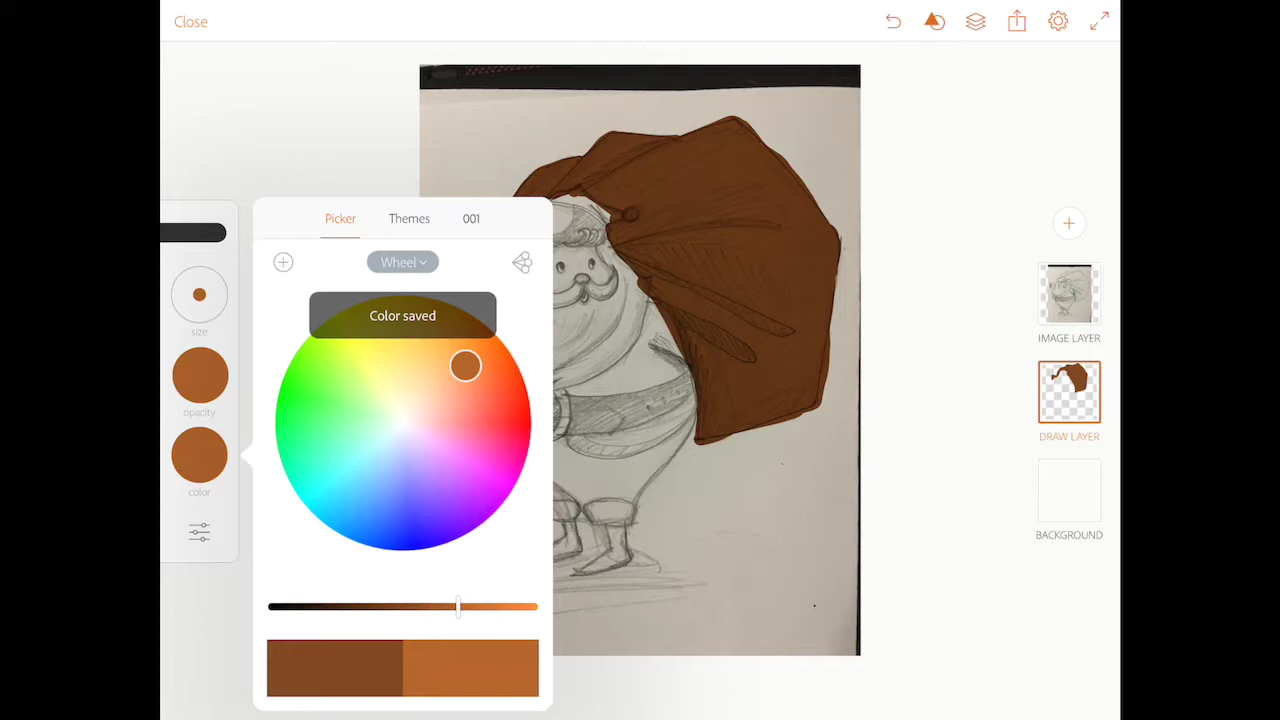 Close
Picker Themes 001
Wheel
Color saved
size
opacity
color
IMAGE LAYER
DRAW LAYER
BACKGROUND